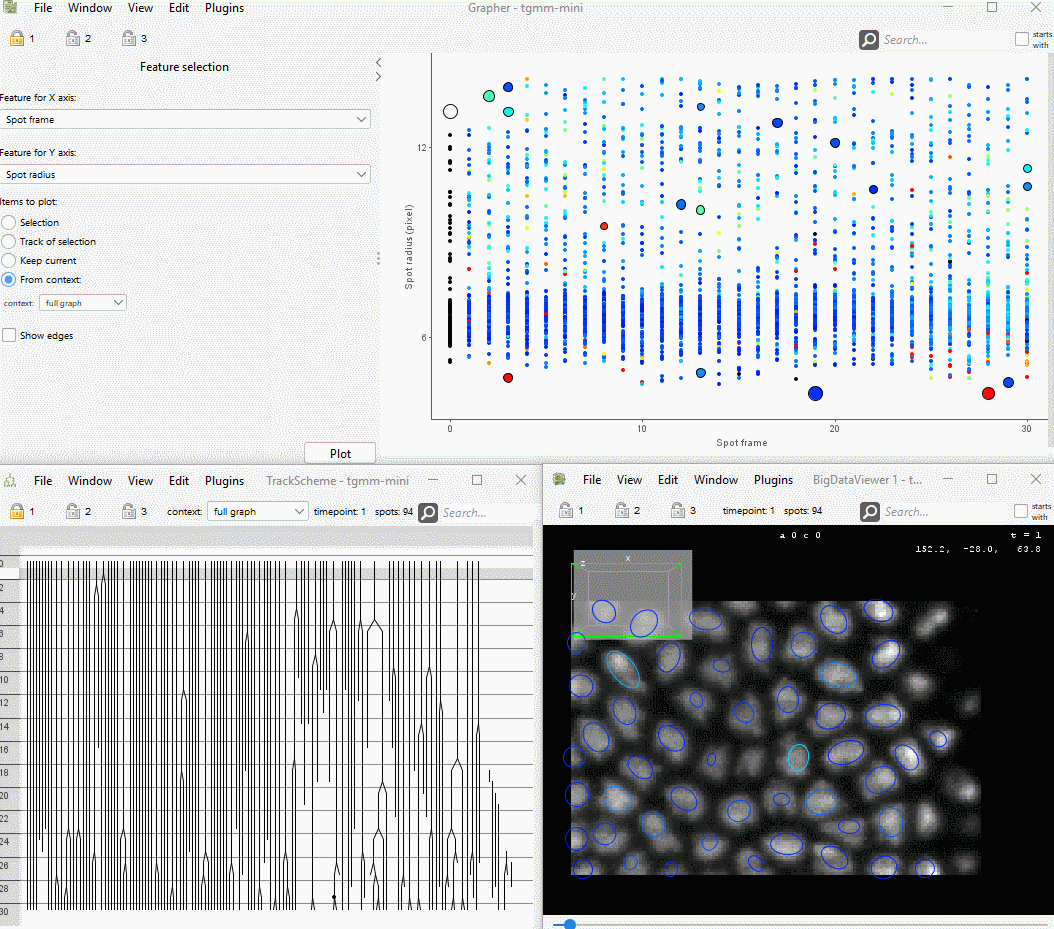 File Window View Edit Plugins Grapher - tgmm-mini
1 2 3 Search... starts with
Feature selection
Feature for X axis:
Spot frame
Feature for Y axis:
Spot radius
Items to plot:
Selection
Track of selection
Keep current
From context:
context: full graph
Show edges
Plot
Spot radius (pixel)
12
6
0 10 20 30
Spot frame
File Window View Edit Plugins TrackScheme - tgmm-mini
1 2 3 context: full graph timepoint: 1 spots: 94 Search...
0
2
4
6
8
10
12
14
16
18
20
22
24
26
28
30
File View Edit Window Plugins BigDataViewer 1 - t...
1 2 3 timepoint: 1 spots: 94 Search... starts with
a 0 c 0 t = 1
152.2, -28.0, 63.8
x
z
y